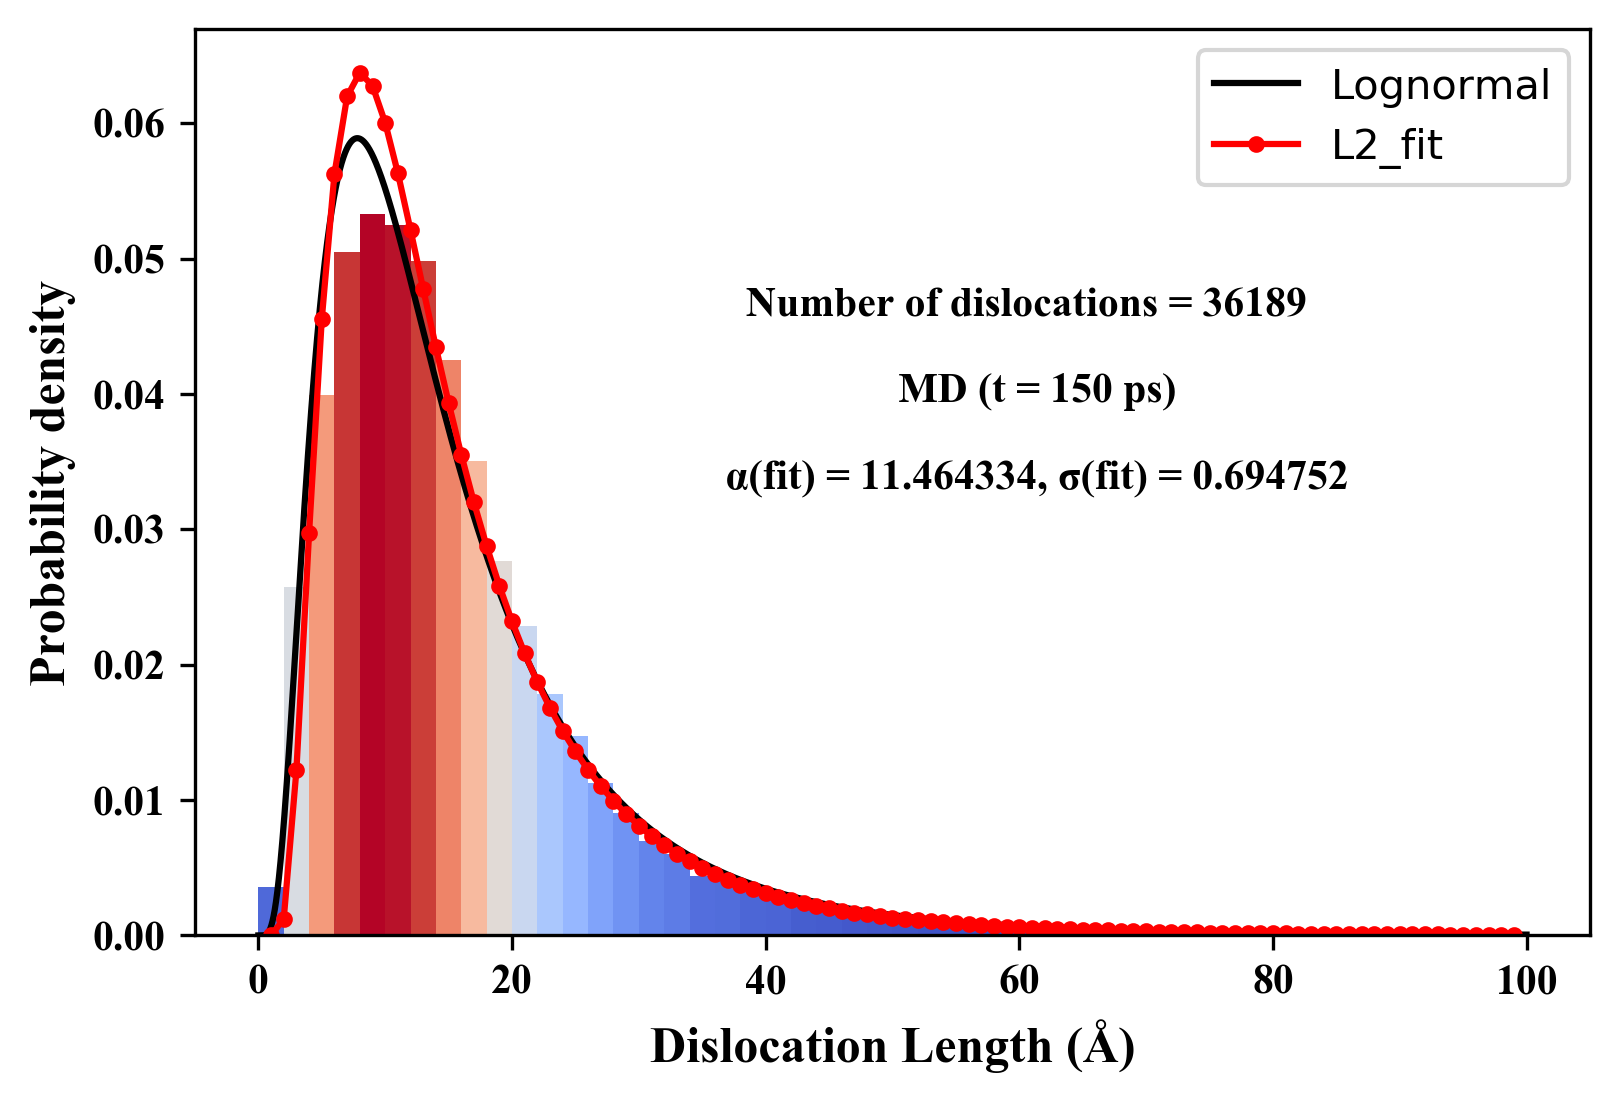 Lognormal
L2_fit
0.06
0.05
0.04
0.03
0.02
0.01
0.00
Probability density
Number of dislocations = 36189
MD (t = 150 ps)
α(fit) = 11.464334, σ(fit) = 0.694752
0 20 40 60 80 100
Dislocation Length (Å)